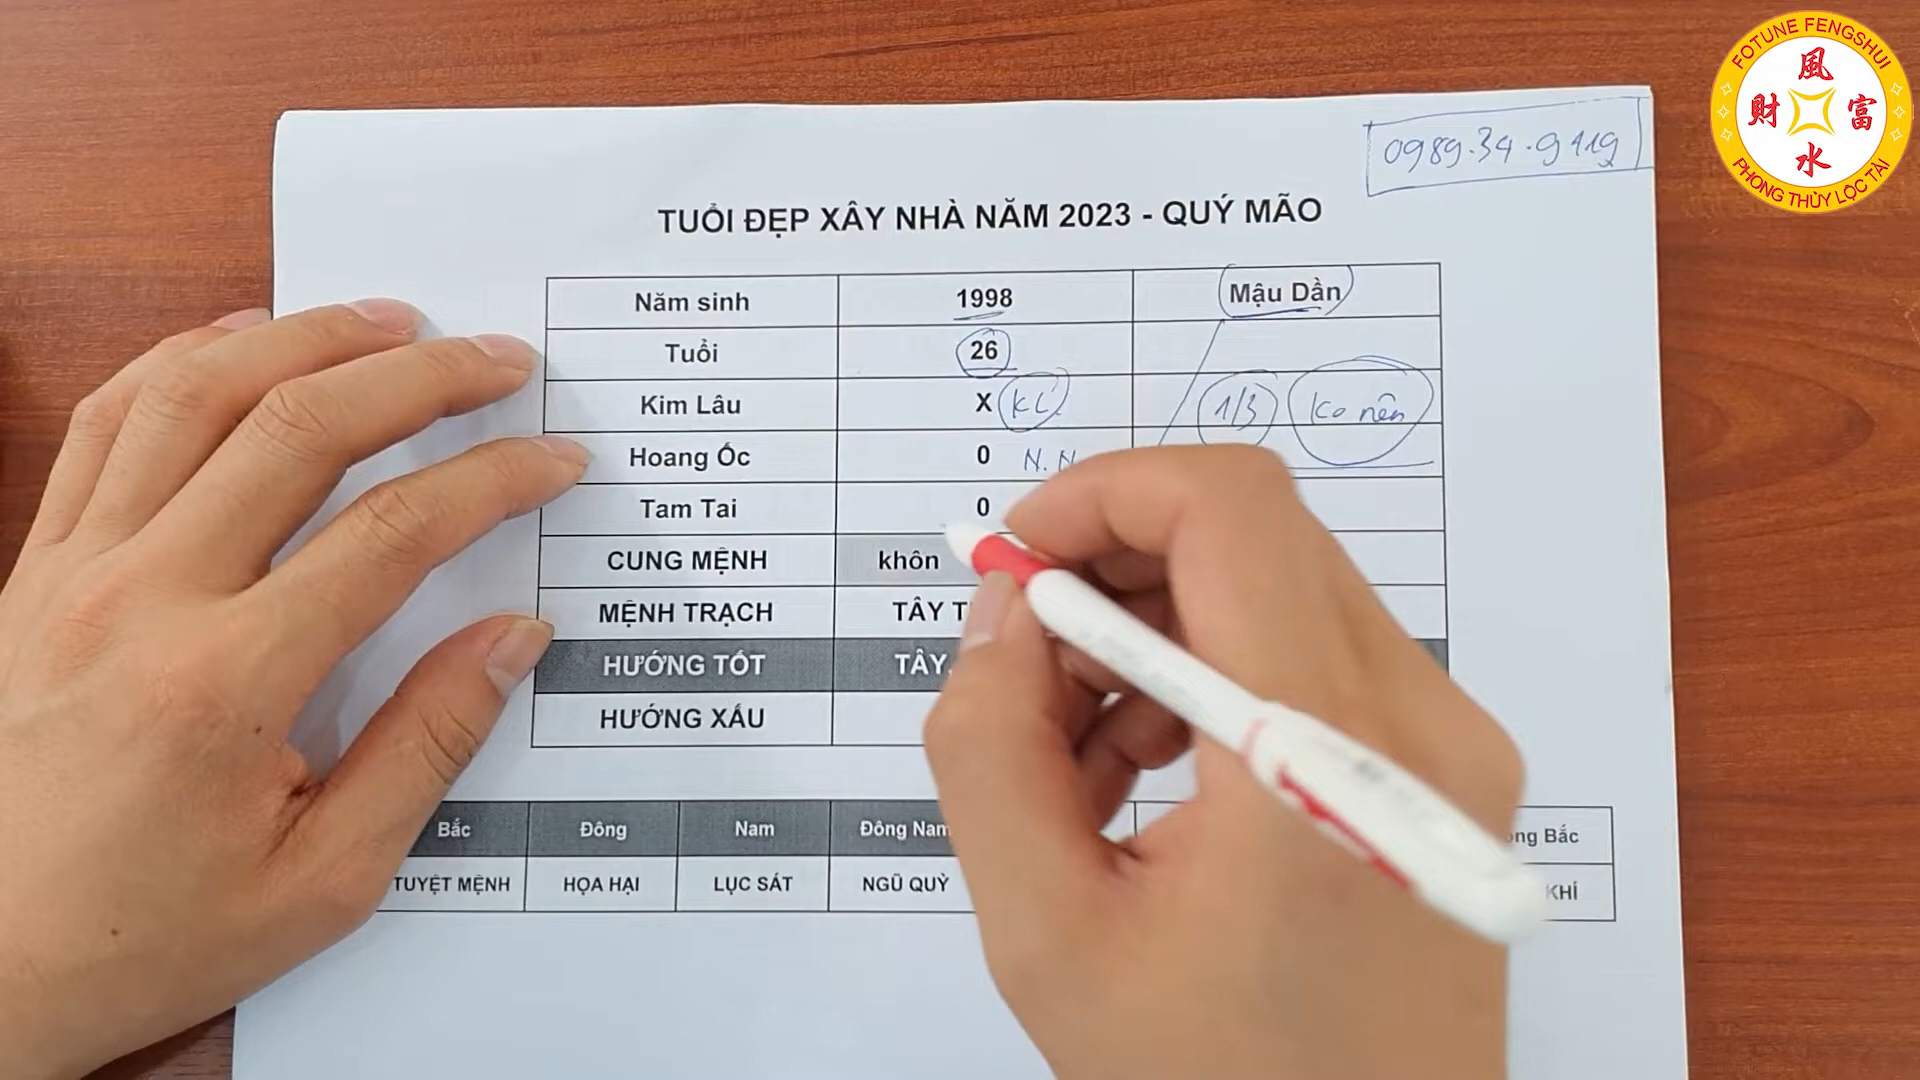 FOTUNE FENGSHUI
風
財 富
水
PHONG THỦY LỘC TÀI
0989.34.9119
TUỔI ĐẸP XÂY NHÀ NĂM 2023 - QUÝ MÃO
Năm sinh 1998 Mậu Dần
Tuổi 26
Kim Lâu X KL 1/3 Ko nên
Hoang Ốc 0 N.N
Tam Tai 0
CUNG MỆNH khôn
MỆNH TRẠCH TÂY
HƯỚNG TỐT TÂY,
HƯỚNG XẤU
Bắc Đông Nam Đông Nam Bắc
TUYỆT MỆNH HỌA HẠI LỤC SÁT NGŨ QUỶ KHÍ